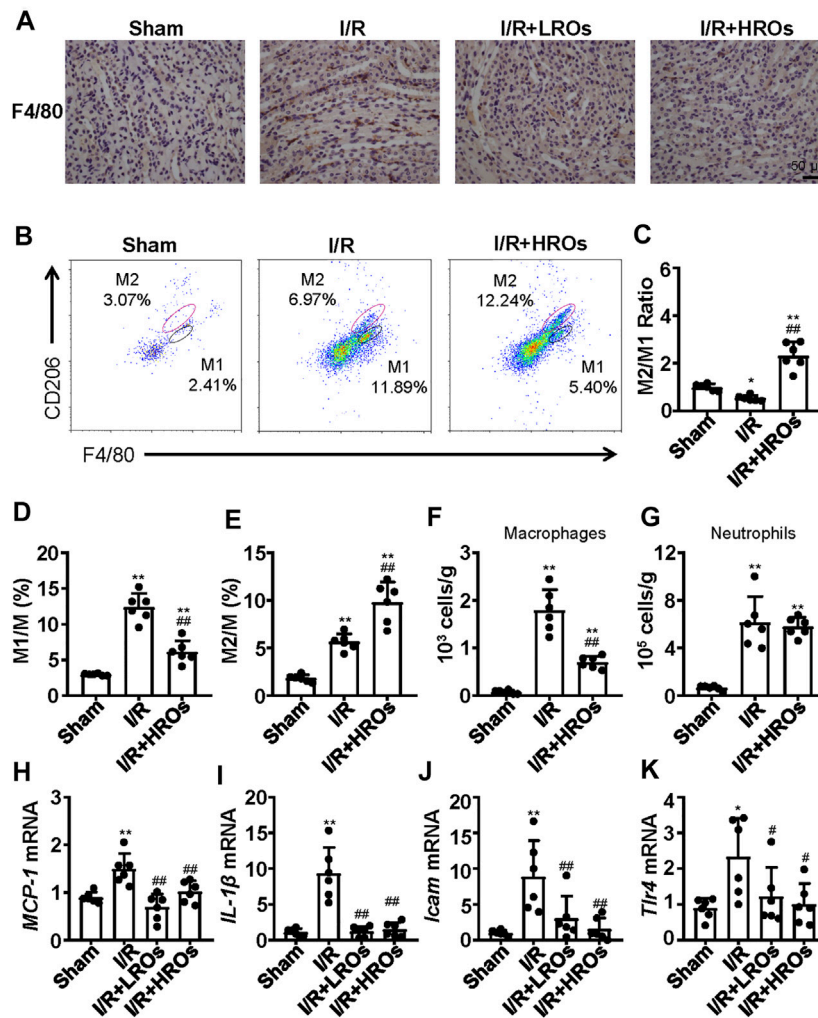 A
Sham
I/R
I/R+LROs
I/R+HROs
F4/80
50 µ
B
Sham
I/R
I/R+HROs
CD206
M2
3.07%
M1
2.41%
M2
6.97%
M1
11.89%
M2
12.24%
M1
5.40%
F4/80
C
M2/M1 Ratio
6
4
2
0
*
**
##
Sham
I/R
I/R+HROs
D
M1/M (%)
20
15
10
5
0
**
**
##
Sham
I/R
I/R+HROs
E
M2/M (%)
15
10
5
0
**
**
##
Sham
I/R
I/R+HROs
F
Macrophages
10³ cells/g
3
2
1
0
**
**
##
Sham
I/R
I/R+HROs
G
Neutrophils
10⁵ cells/g
12
9
6
3
0
**
**
Sham
I/R
I/R+HROs
H
MCP-1 mRNA
3
2
1
0
**
##
##
Sham
I/R
I/R+LROs
I/R+HROs
I
IL-1β mRNA
20
15
10
5
0
**
##
##
Sham
I/R
I/R+LROs
I/R+HROs
J
Icam mRNA
20
15
10
5
0
**
##
##
Sham
I/R
I/R+LROs
I/R+HROs
K
Tlr4 mRNA
4
3
2
1
0
*
#
#
Sham
I/R
I/R+LROs
I/R+HROs